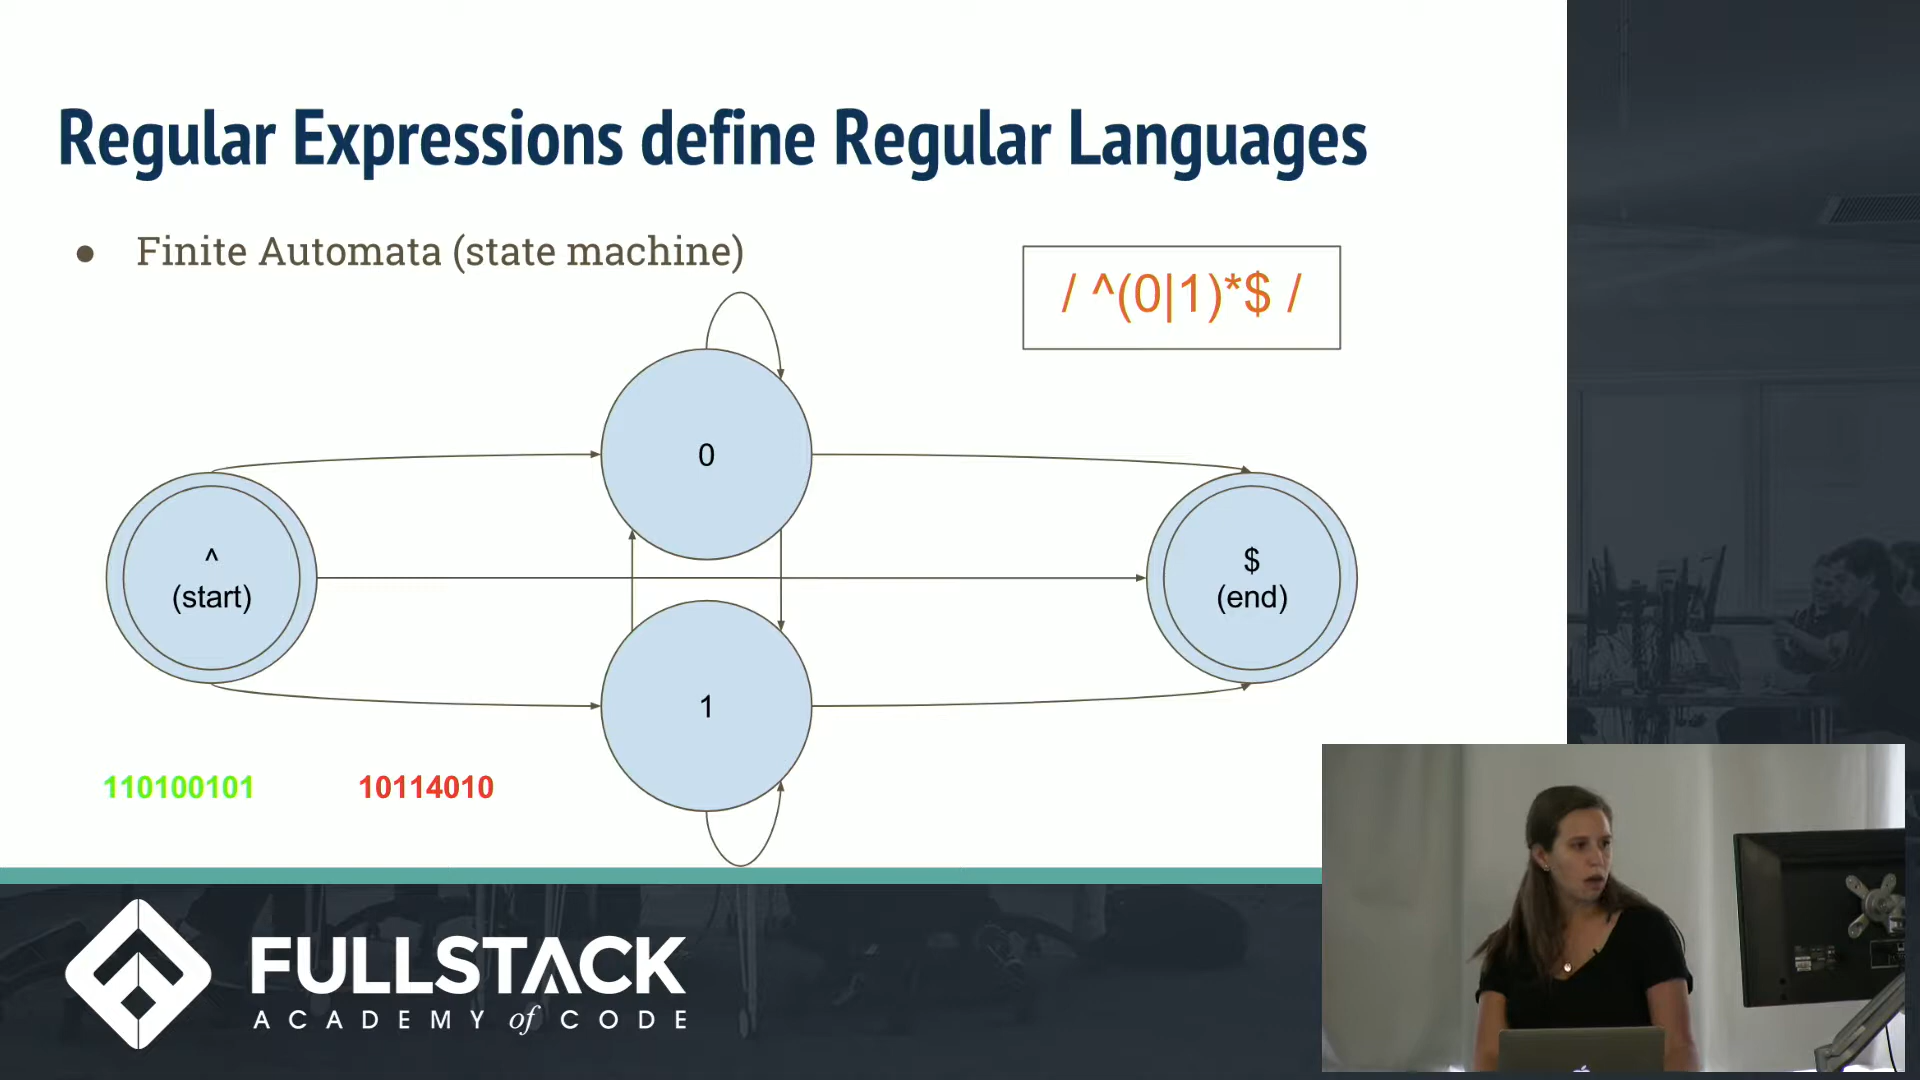 Regular Expressions define Regular Languages
● Finite Automata (state machine)
/ ^(0|1)*$ /
0
^
(start)
$
(end)
1
110100101
10114010
FULLSTACK
ACADEMY of CODE